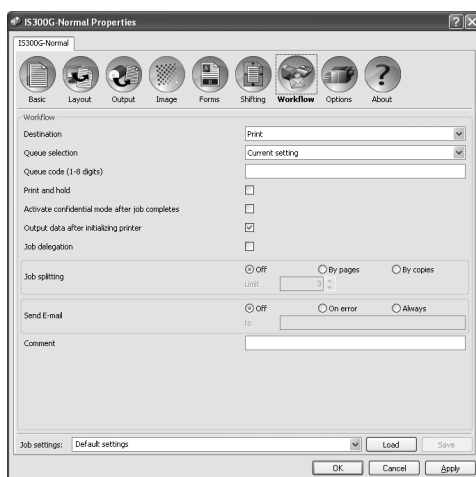 IS300G-Normal Properties
IS300G-Normal
Basic Layout Output Image Forms Shifting Workflow Options About
Workflow
Destination Print
Queue selection Current setting
Queue code (1-8 digits)
Print and hold
Activate confidential mode after job completes
Output data after initializing printer
Job delegation
Job splitting Off By pages By copies
Limit 3
Send E-mail Off On error Always
to
Comment
Job settings: Default settings Load Save
OK Cancel Apply